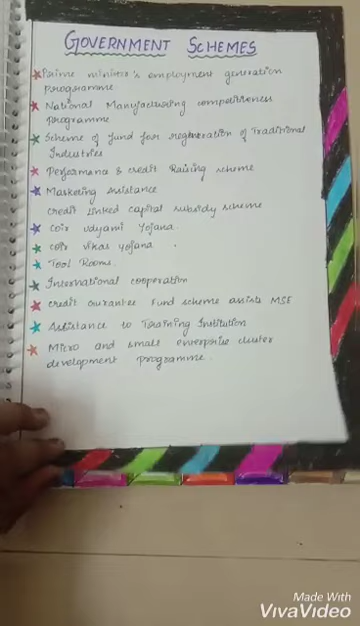 GOVERNMENT SCHEMES
Prime minister's employment generation
programme
National Manufacturing competitiveness
programme
Scheme of fund for regeneration of Traditional
Industries
Performana & credit Raising scheme
Marketing Assistance
Credit Linked capital subsidy scheme
Coir Udyami Yojana
Coir Vikas Yojana
Tool Rooms.
International cooperation
Credit Gurantee Fund scheme assists MSE
Assistance to Training Institution
Micro and small enterprise cluster
development programme.
Made With
VivaVideo